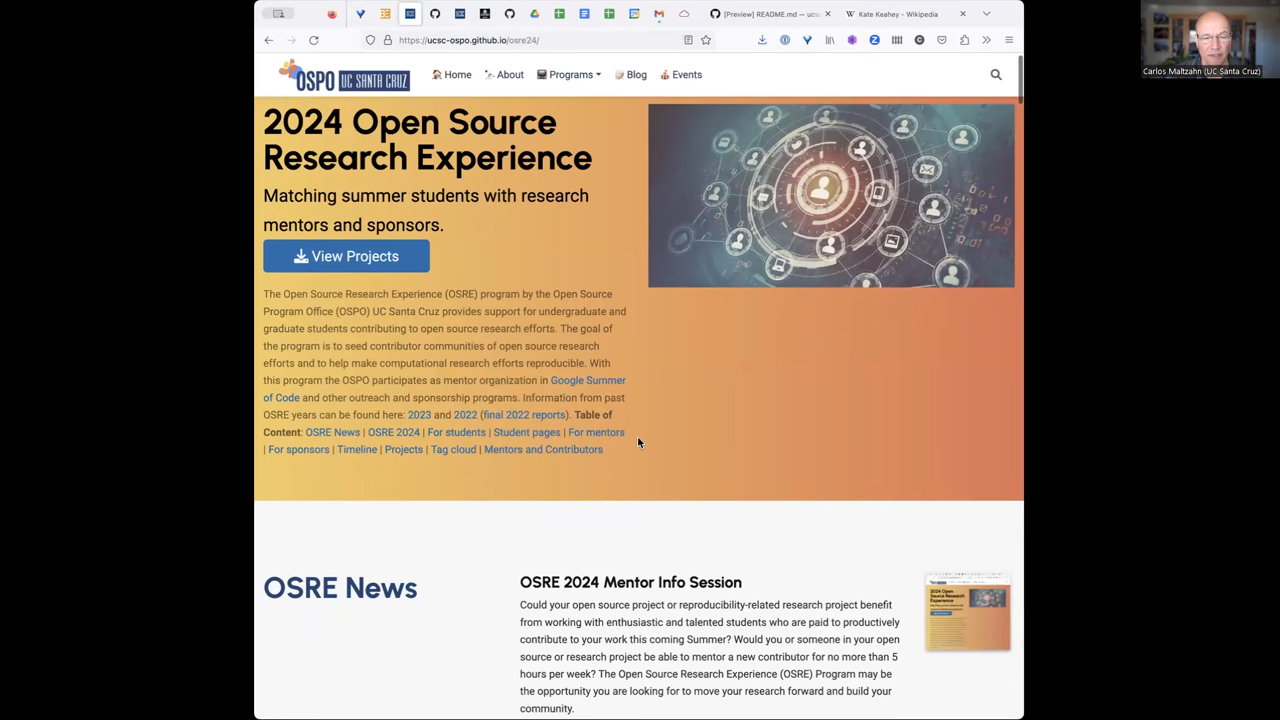 [Preview] README.md — ucsc
Kate Keahey - Wikipedia
https://ucsc-ospo.github.io/osre24/
OSPO UC SANTA CRUZ
Home
About
Programs
Blog
Events
2024 Open Source
Research Experience
Matching summer students with research
mentors and sponsors.
View Projects
The Open Source Research Experience (OSRE) program by the Open Source
Program Office (OSPO) UC Santa Cruz provides support for undergraduate and
graduate students contributing to open source research efforts. The goal of
the program is to seed contributor communities of open source research
efforts and to help make computational research efforts reproducible. With
this program the OSPO participates as mentor organization in Google Summer
of Code and other outreach and sponsorship programs. Information from past
OSRE years can be found here: 2023 and 2022 (final 2022 reports). Table of
Content: OSRE News | OSRE 2024 | For students | Student pages | For mentors
| For sponsors | Timeline | Projects | Tag cloud | Mentors and Contributors
OSRE News
OSRE 2024 Mentor Info Session
Could your open source project or reproducibility-related research project benefit
from working with enthusiastic and talented students who are paid to productively
contribute to your work this coming Summer? Would you or someone in your open
source or research project be able to mentor a new contributor for no more than 5
hours per week? The Open Source Research Experience (OSRE) Program may be
the opportunity you are looking for to move your research forward and build your
community.
Carlos Maltzahn (UC Santa Cruz)